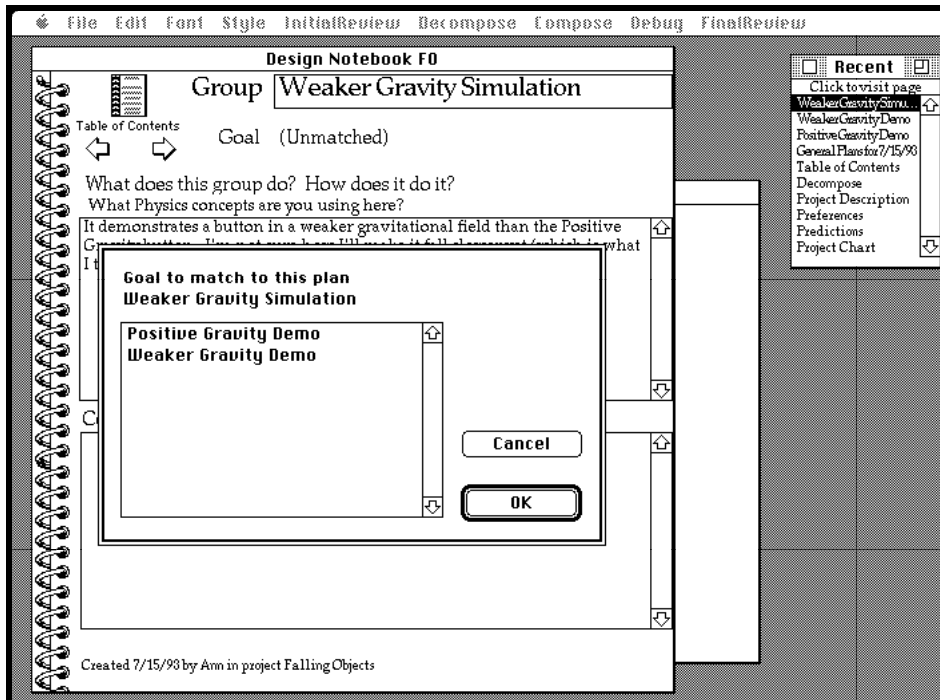 File Edit Font Style InitialReview Decompose Compose Debug FinalReview
Design Notebook F0
Group Weaker Gravity Simulation
Table of Contents
Goal (Unmatched)
What does this group do? How does it do it?
What Physics concepts are you using here?
It demonstrates a button in a weaker gravitational field than the Positive
what
I t
Goal to match to this plan
Weaker Gravity Simulation
Positive Gravity Demo
Weaker Gravity Demo
Cancel
OK
Created 7/15/93 by Ann in project Falling Objects
Recent
Click to visit page
WeakerGravitySimu...
WeakerGravityDemo
PositiveGravityDemo
General Plans for 7/15/93
Table of Contents
Decompose
Project Description
Preferences
Predictions
Project Chart